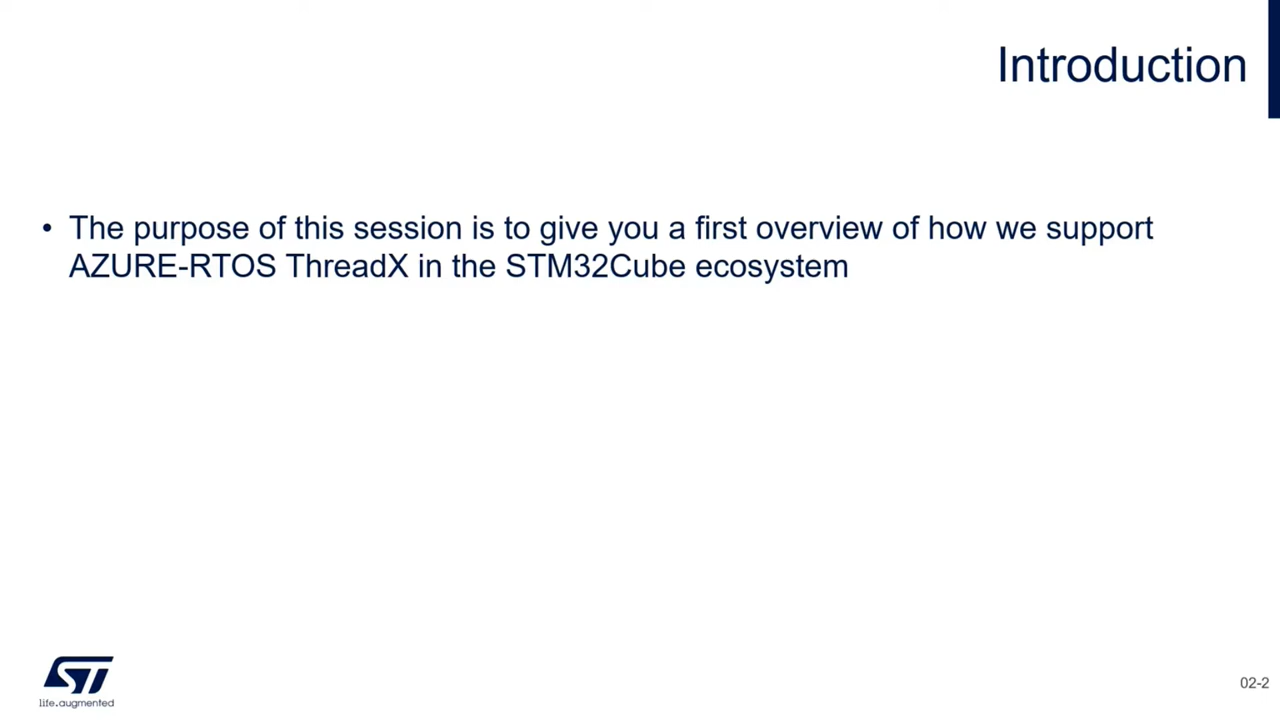 Introduction
• The purpose of this session is to give you a first overview of how we support
AZURE-RTOS ThreadX in the STM32Cube ecosystem
ST
life.augmented
02-2